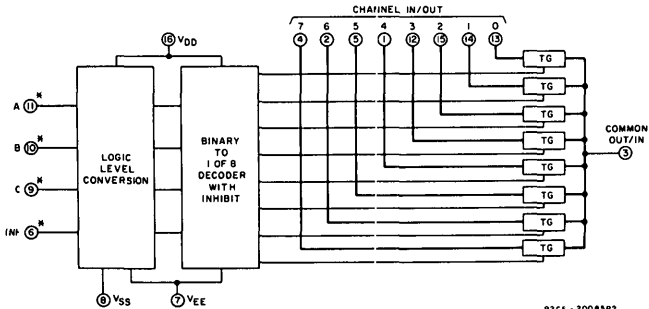 CHANNEL IN/OUT
7 6 5 4 3 2 1 0
4 2 5 1 12 15 14 13
16 VDD
TG
TG
TG
TG
TG
TG
TG
TG
A 11 *
B 10 *
C 9 *
INH 6 *
LOGIC
LEVEL
CONVERSION
BINARY
TO
1 OF 8
DECODER
WITH
INHIBIT
COMMON
OUT/IN
3
8 VSS
7 VEE